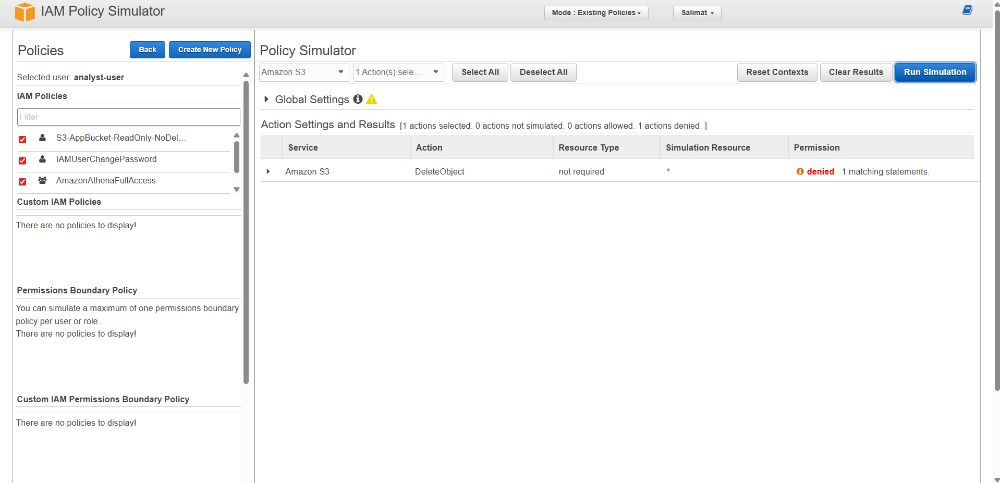 IAM Policy Simulator
Mode : Existing Policies
Salimat
Policies
Back
Create New Policy
Selected user: analyst-user
IAM Policies
Filter
S3-AppBucket-ReadOnly-NoDel...
IAMUserChangePassword
AmazonAthenaFullAccess
Custom IAM Policies
There are no policies to display!
Permissions Boundary Policy
You can simulate a maximum of one permissions boundary
policy per user or role.
There are no policies to display!
Custom IAM Permissions Boundary Policy
There are no policies to display!
Policy Simulator
Amazon S3
1 Action(s) sele...
Select All
Deselect All
Reset Contexts
Clear Results
Run Simulation
Global Settings
Action Settings and Results [1 actions selected. 0 actions not simulated. 0 actions allowed. 1 actions denied. ]
Service Action Resource Type Simulation Resource Permission
Amazon S3 DeleteObject not required * denied 1 matching statements.